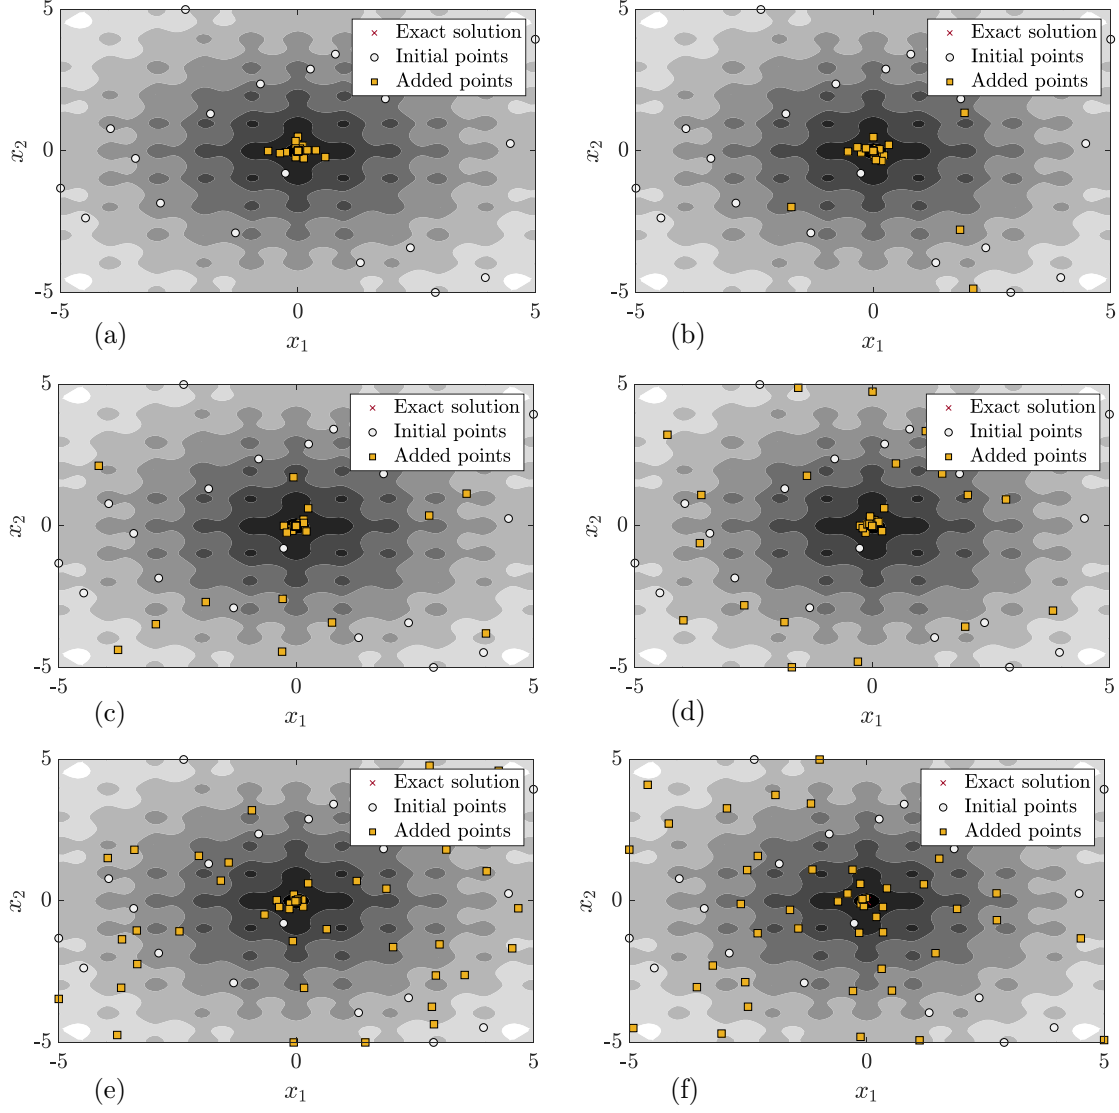 5
0
-5
x2
-5
0
5
x1
Exact solution
Initial points
Added points
(a)
5
0
-5
x2
-5
0
5
x1
Exact solution
Initial points
Added points
(b)
5
0
-5
x2
-5
0
5
x1
Exact solution
Initial points
Added points
(c)
5
0
-5
x2
-5
0
5
x1
Exact solution
Initial points
Added points
(d)
5
0
-5
x2
-5
0
5
x1
Exact solution
Initial points
Added points
(e)
5
0
-5
x2
-5
0
5
x1
Exact solution
Initial points
Added points
(f)